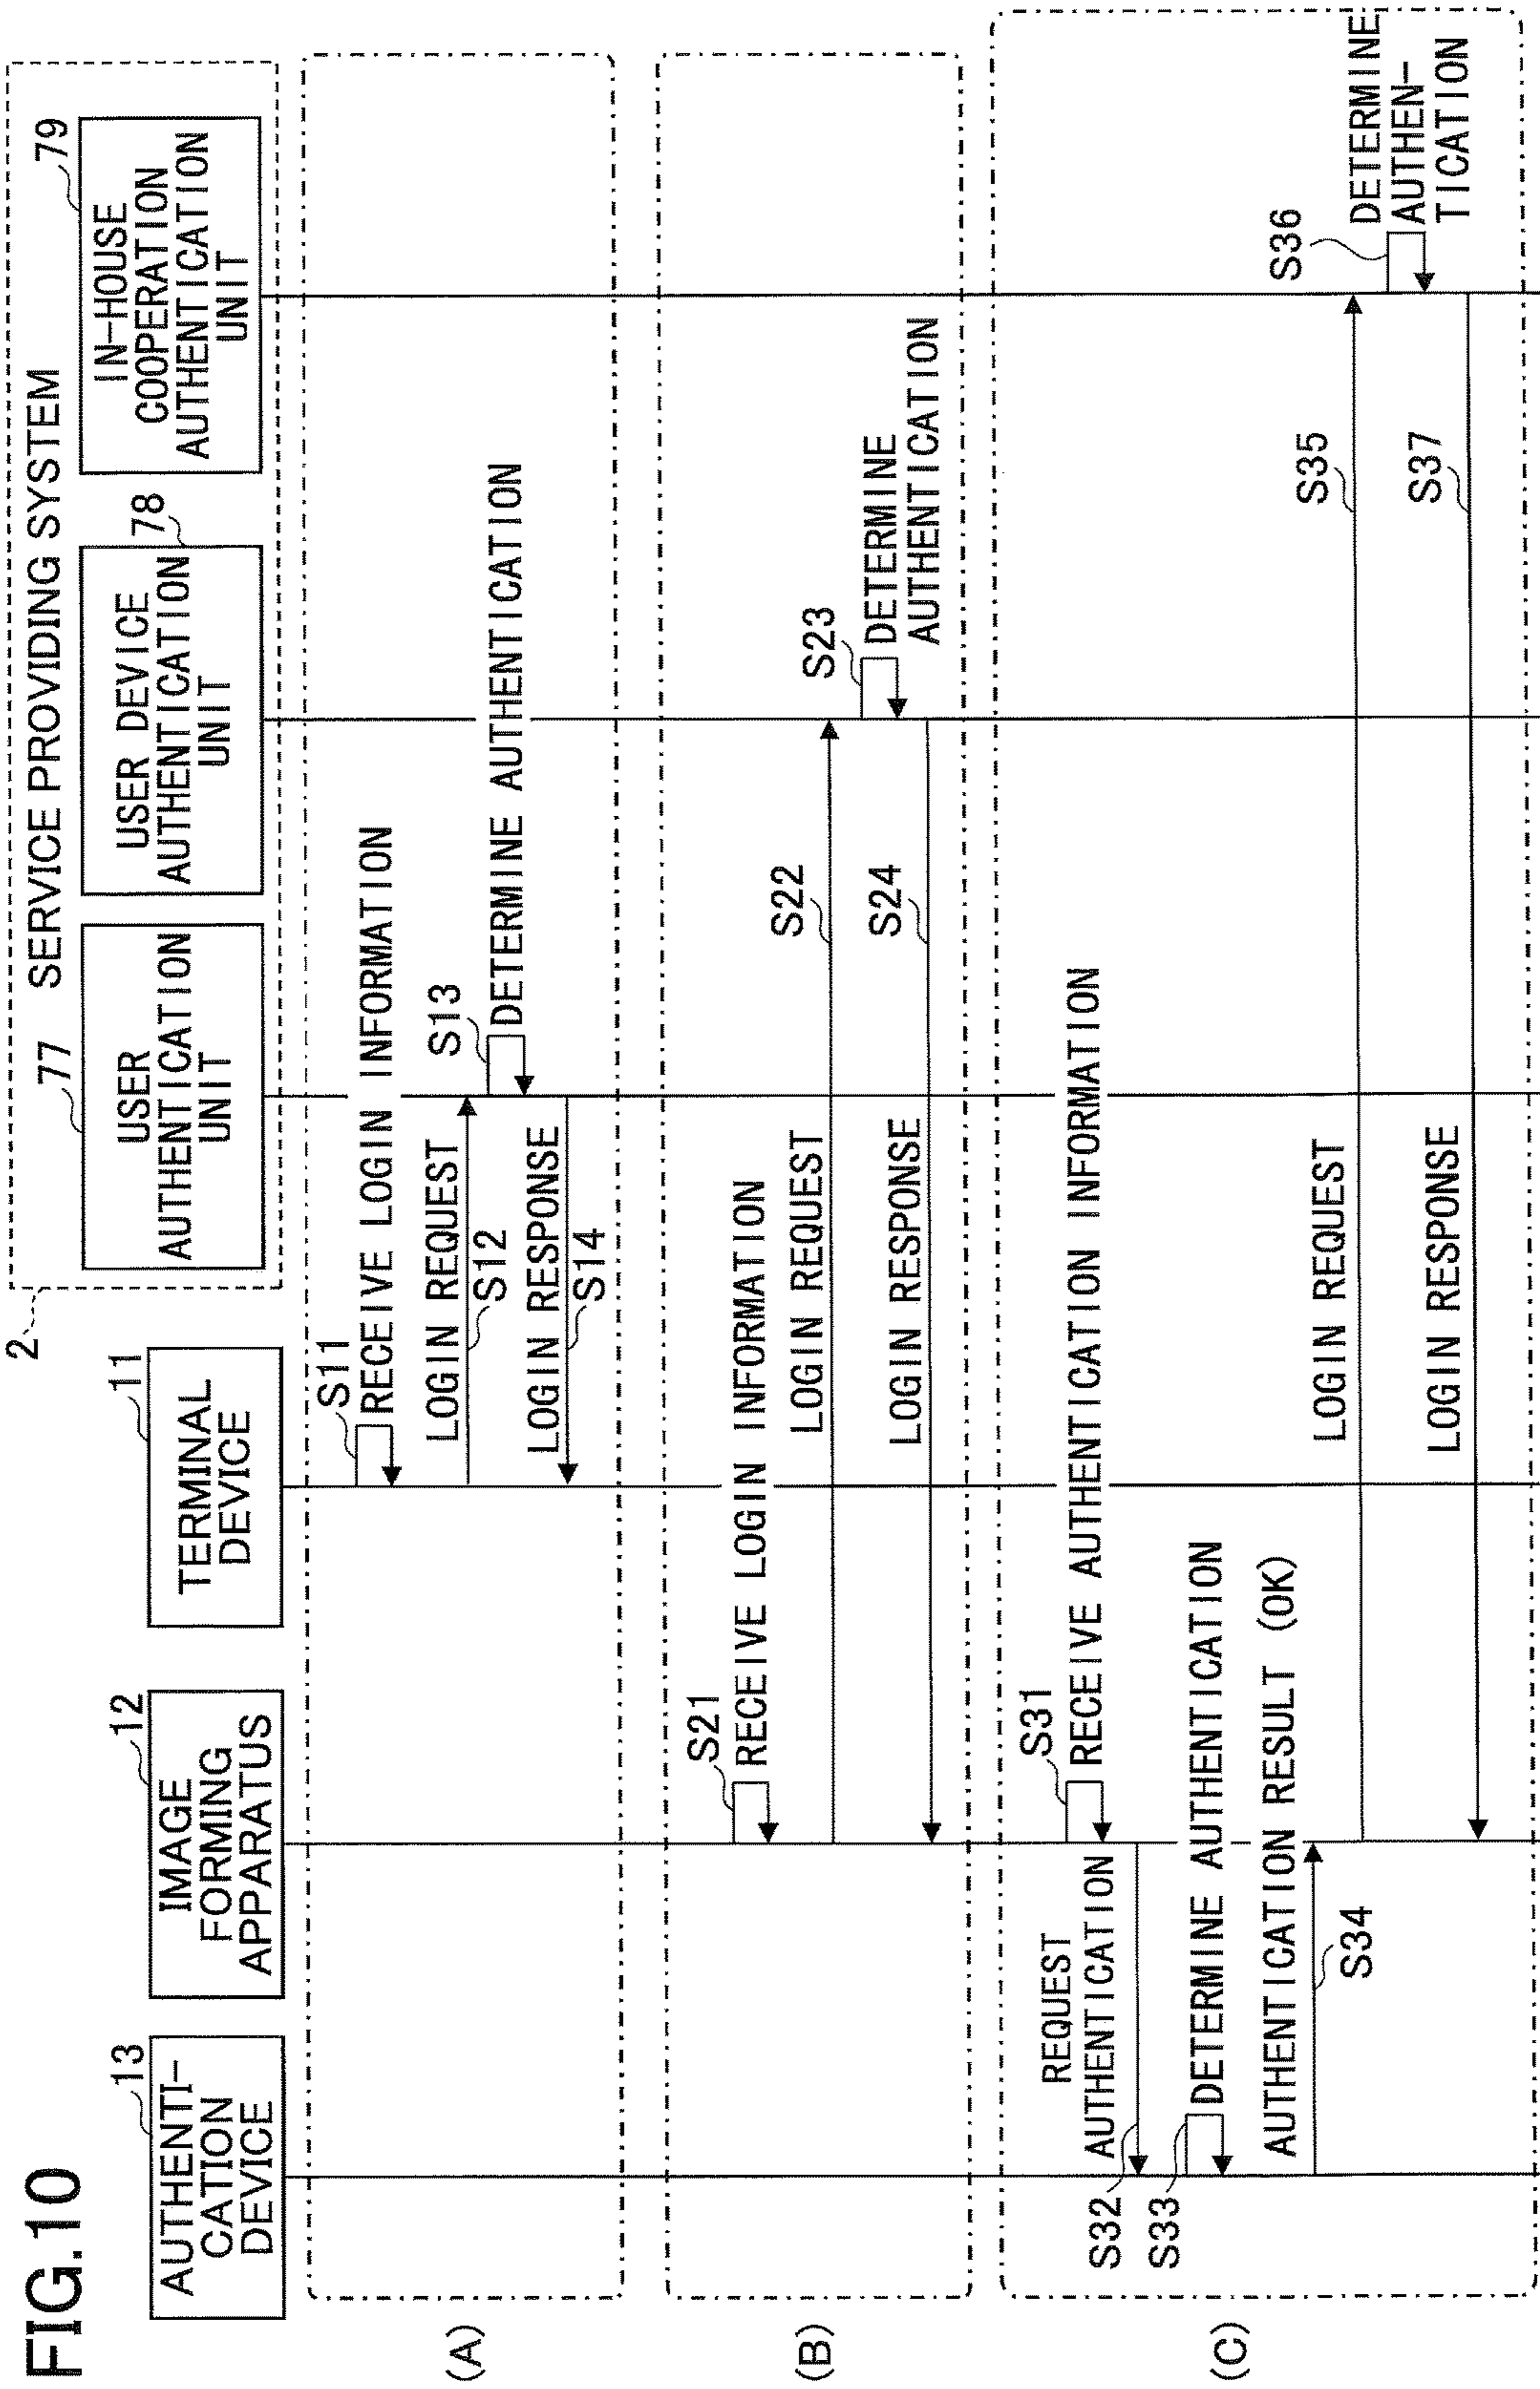 FIG.10
2
SERVICE PROVIDING SYSTEM
13
AUTHENTI-
CATION
DEVICE
12
IMAGE
FORMING
APPARATUS
11
TERMINAL
DEVICE
77
USER
AUTHENTICATION
UNIT
78
USER DEVICE
AUTHENTICATION
UNIT
79
IN-HOUSE
COOPERATION
AUTHENTICATION
UNIT
(A)
S11
RECEIVE LOGIN INFORMATION
LOGIN REQUEST
S12
S13
DETERMINE AUTHENTICATION
LOGIN RESPONSE
S14
(B)
S21
RECEIVE LOGIN INFORMATION
LOGIN REQUEST
S22
S23
DETERMINE
AUTHENTICATION
LOGIN RESPONSE
S24
(C)
S31
RECEIVE AUTHENTICATION INFORMATION
REQUEST
AUTHENTICATION
S32
S33
DETERMINE AUTHENTICATION
AUTHENTICATION RESULT (OK)
S34
LOGIN REQUEST
S35
S36
DETERMINE
AUTHEN-
TICATION
LOGIN RESPONSE
S37